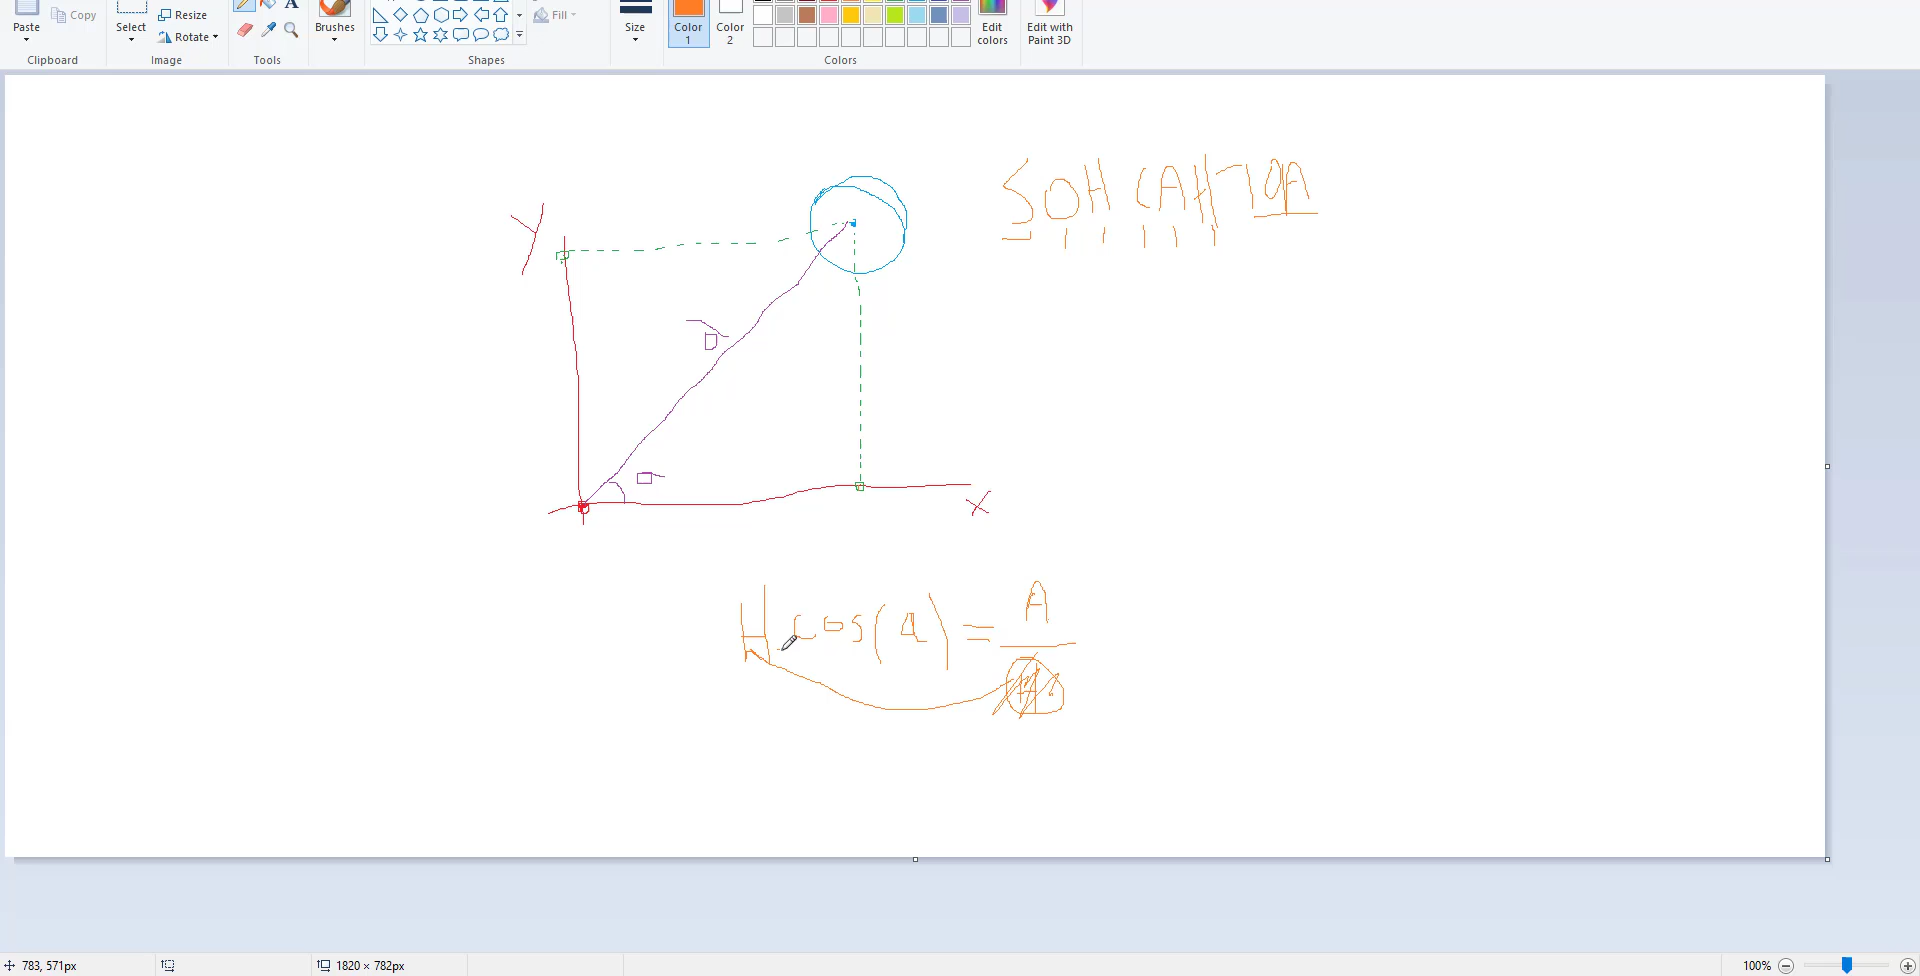 Paste
Copy
Select
Resize
Rotate
A
Brushes
Fill
Size
Color 1
Color 2
Edit colors
Edit with Paint 3D
Clipboard
Image
Tools
Shapes
Colors
SOH CAH TOA
Y
D
X
H cos(a) = A
783, 571px
1820 × 782px
100%